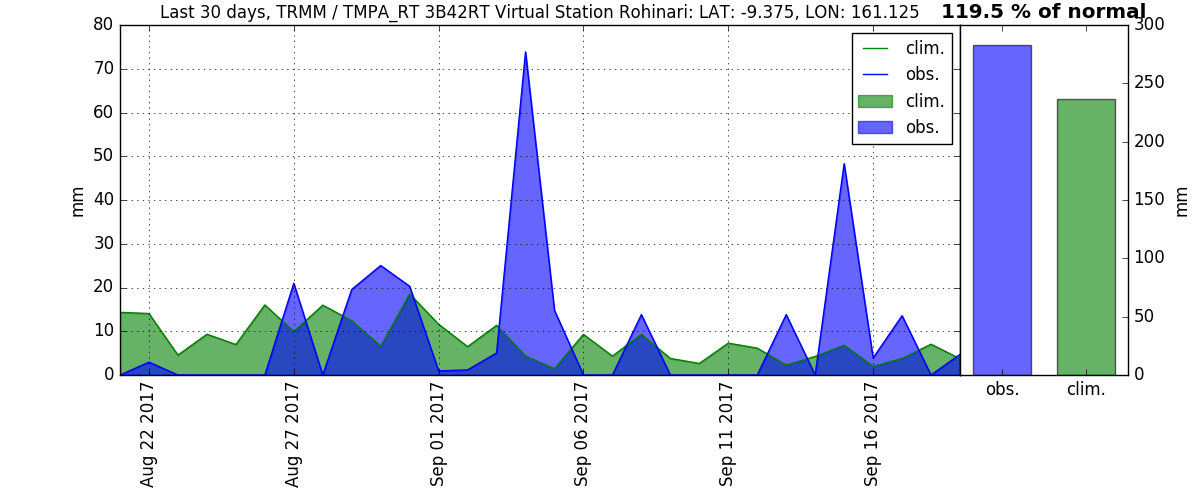 Last 30 days, TRMM / TMPA_RT 3B42RT Virtual Station Rohinari: LAT: -9.375, LON: 161.125
119.5 % of normal
80
70
60
50
40
30
20
10
0
mm
clim.
obs.
clim.
obs.
300
250
200
150
100
50
0
mm
Aug 22 2017
Aug 27 2017
Sep 01 2017
Sep 06 2017
Sep 11 2017
Sep 16 2017
obs.
clim.